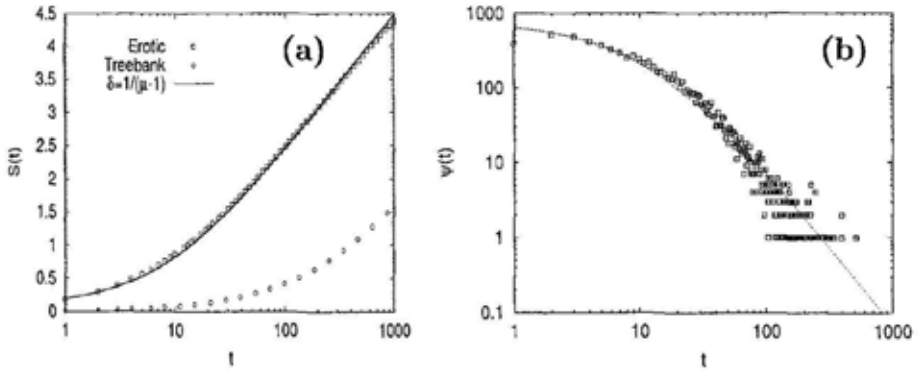 4.5
4
3.5
3
2.5
2
1.5
1
0.5
0
S(t)
(a)
Erotic
Treebank
δ=1/(μ-1)
1 10 100 1000
t
1000
100
10
1
0.1
ψ(t)
(b)
1 10 100 1000
t